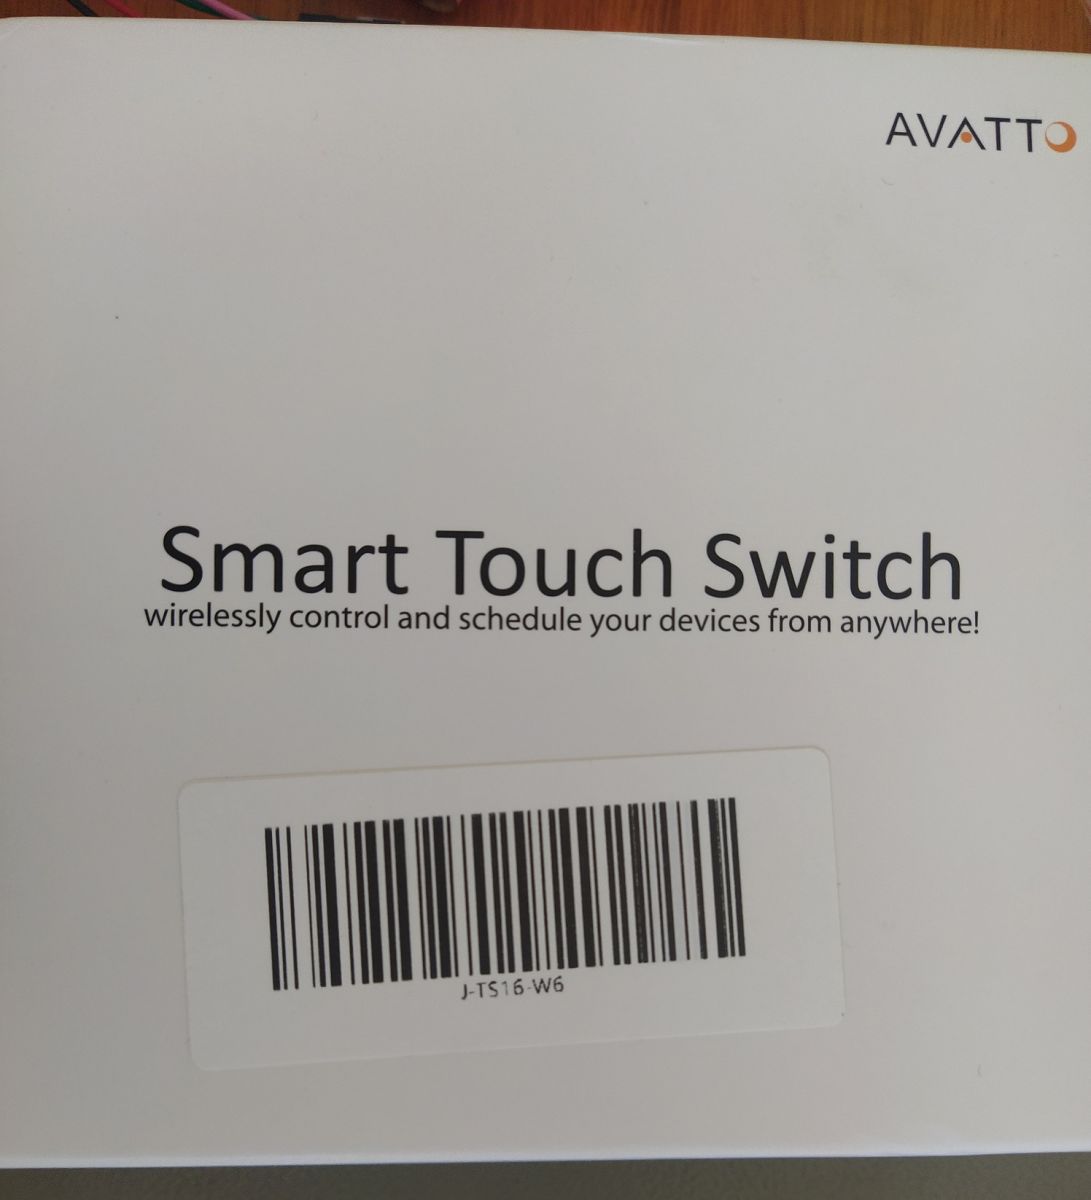 AVATTO
Smart Touch Switch
wirelessly control and schedule your devices from anywhere!
J-TS16-W6